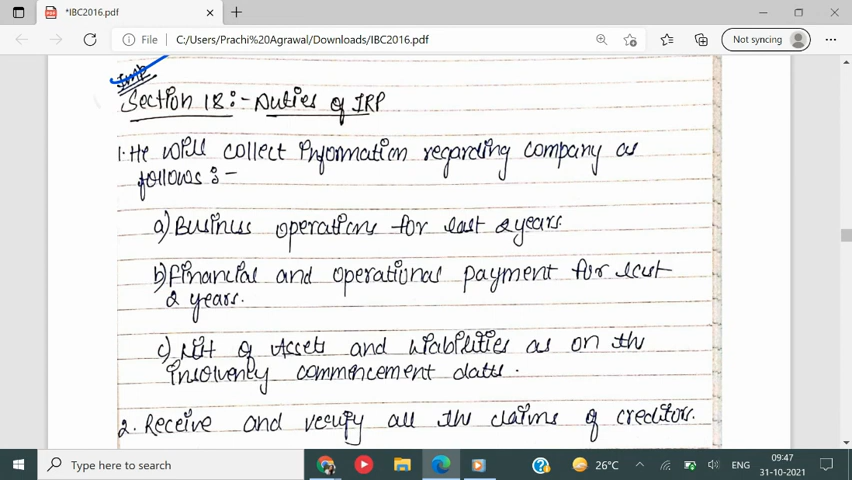 *IBC2016.pdf
File
C:/Users/Prachi%20Agrawal/Downloads/IBC2016.pdf
Not syncing
IMP
Section 18:- Duties of IRP
1. He will collect information regarding company as
follows:-
a) Business operations for last 2 years.
b) Financial and operational payment for last
2 years.
c) List of Assets and Liabilities as on the
insolvency commencement date.
2. Receive and verify all the claims of creditors.
Type here to search
26°C
ENG
09:47
31-10-2021